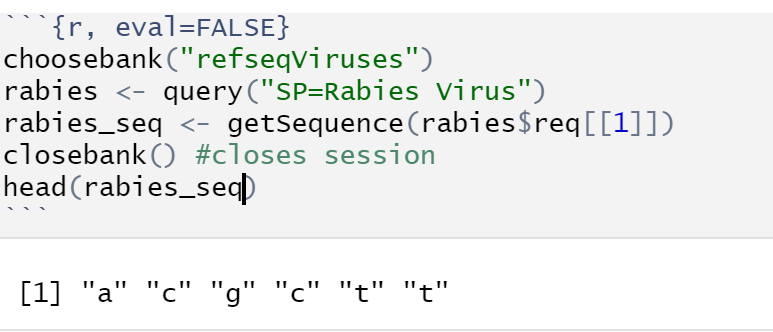 ```{r, eval=FALSE}
choosebank("refseqViruses")
rabies <- query("SP=Rabies Virus")
rabies_seq <- getSequence(rabies$req[[1]])
closebank() #closes session
head(rabies_seq)
```
[1] "a" "c" "g" "c" "t" "t"